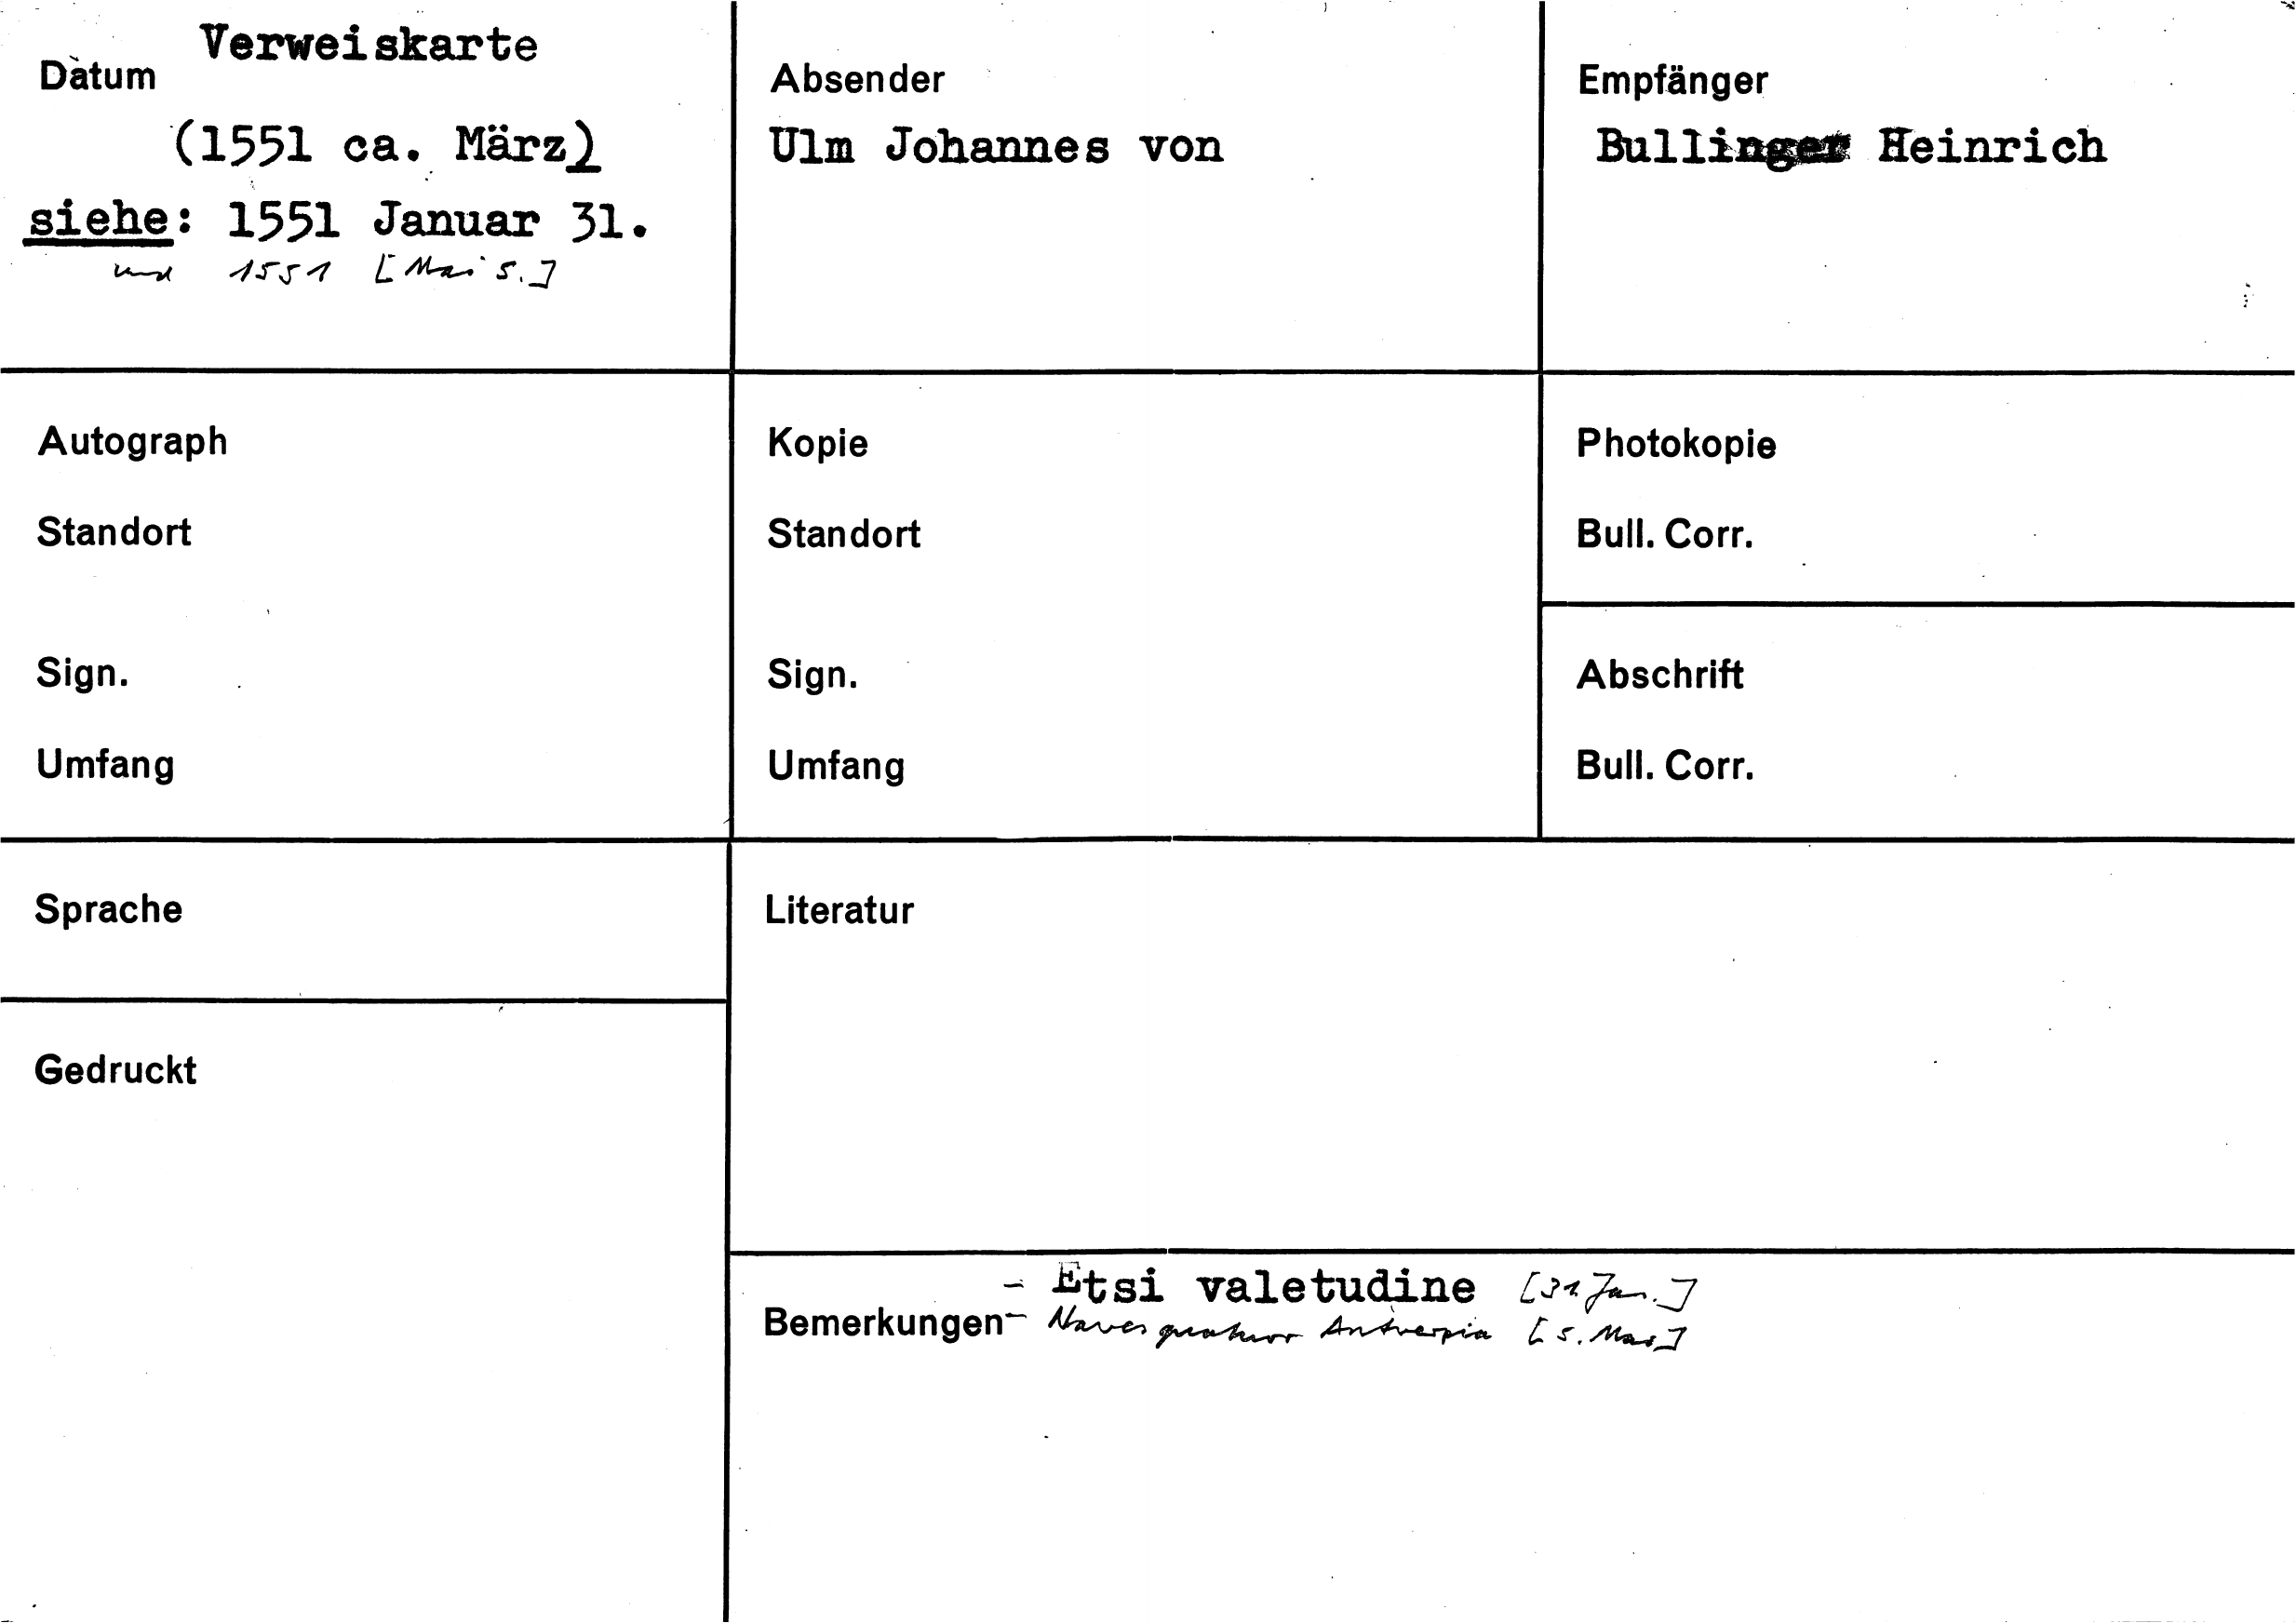 Verweiskarte
Datum
(1551 ca. März)
siehe: 1551 Januar 31.
und 1551 [Mai 5.]
Absender
Ulm Johannes von
Empfänger
Bullinger Heinrich
Autograph
Standort
Sign.
Umfang
Kopie
Standort
Sign.
Umfang
Photokopie
Bull. Corr.
Abschrift
Bull. Corr.
Sprache
Gedruckt
Literatur
- Etsi valetudine [31. Jan.]
Bemerkungen - Naves quatuor Antverpia [5. Mai]